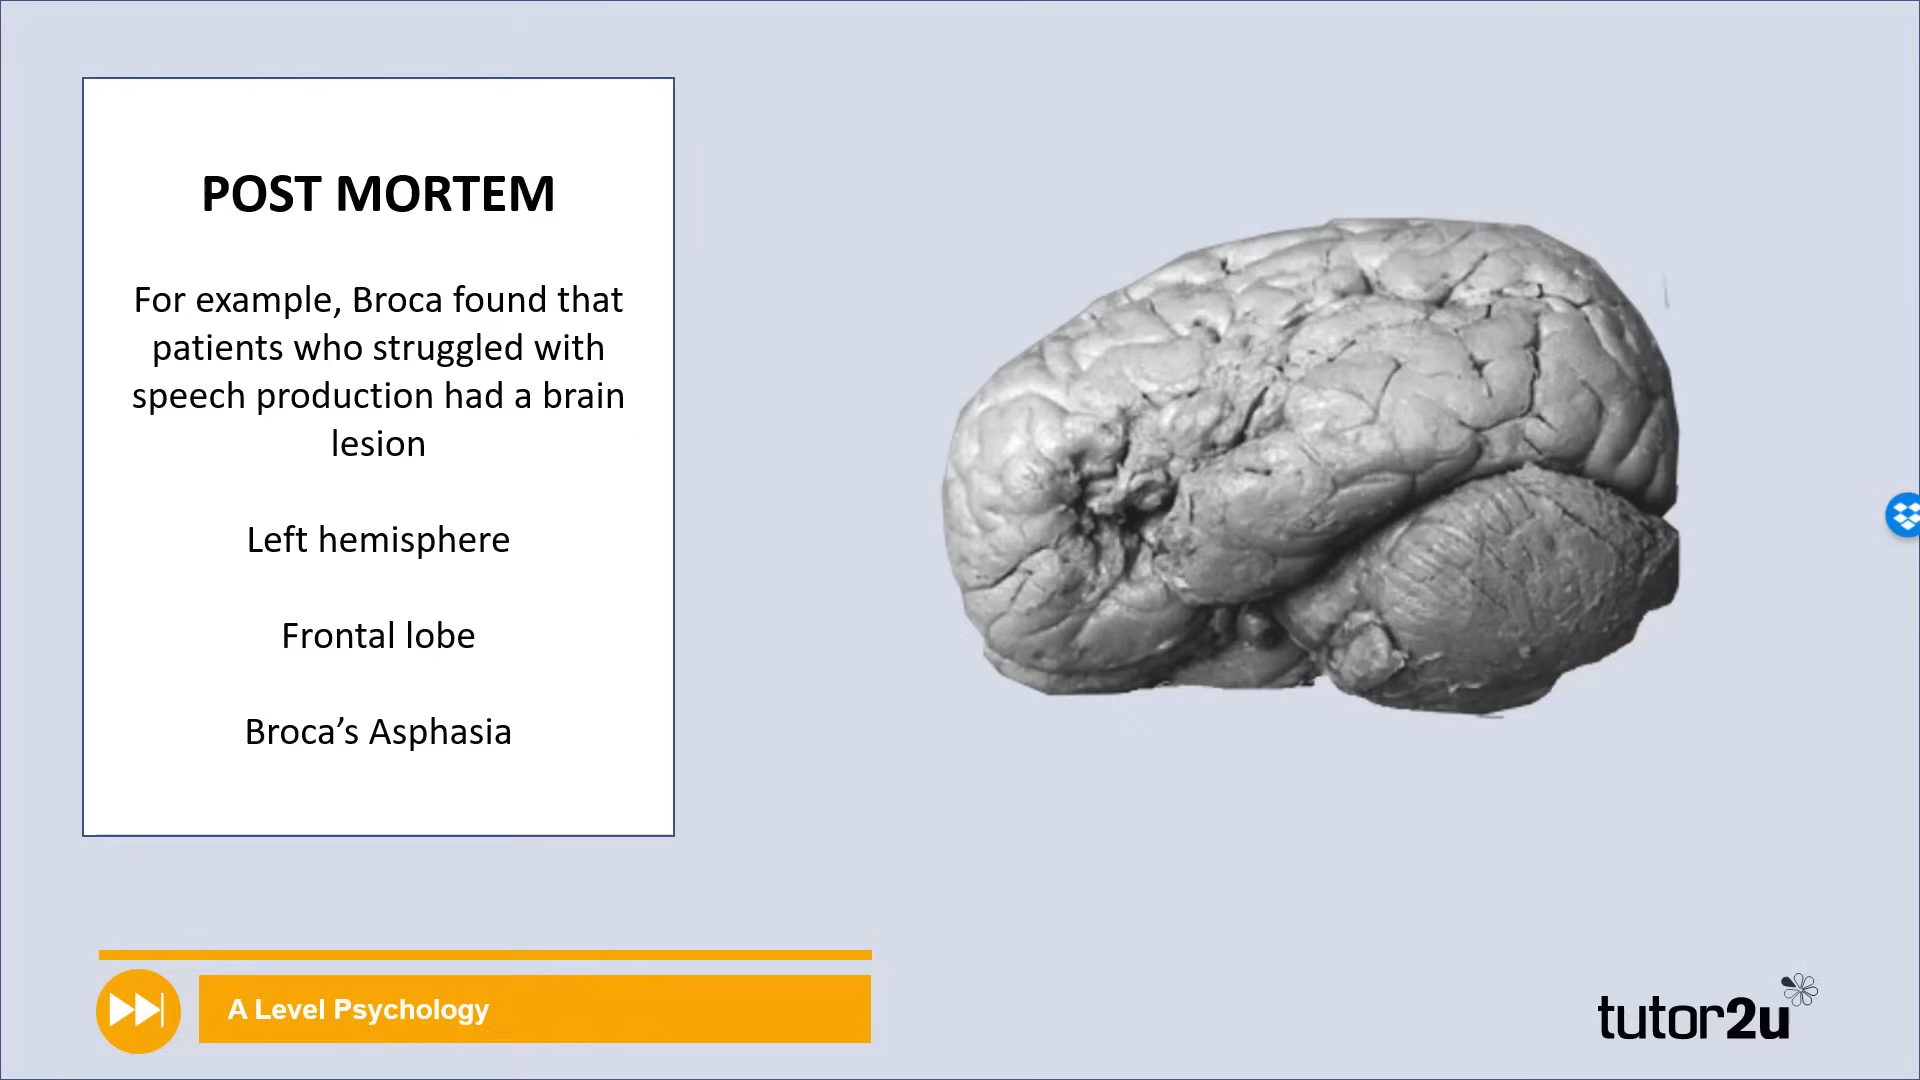 POST MORTEM
For example, Broca found that
patients who struggled with
speech production had a brain
lesion
Left hemisphere
Frontal lobe
Broca’s Asphasia
A Level Psychology
tutor2u